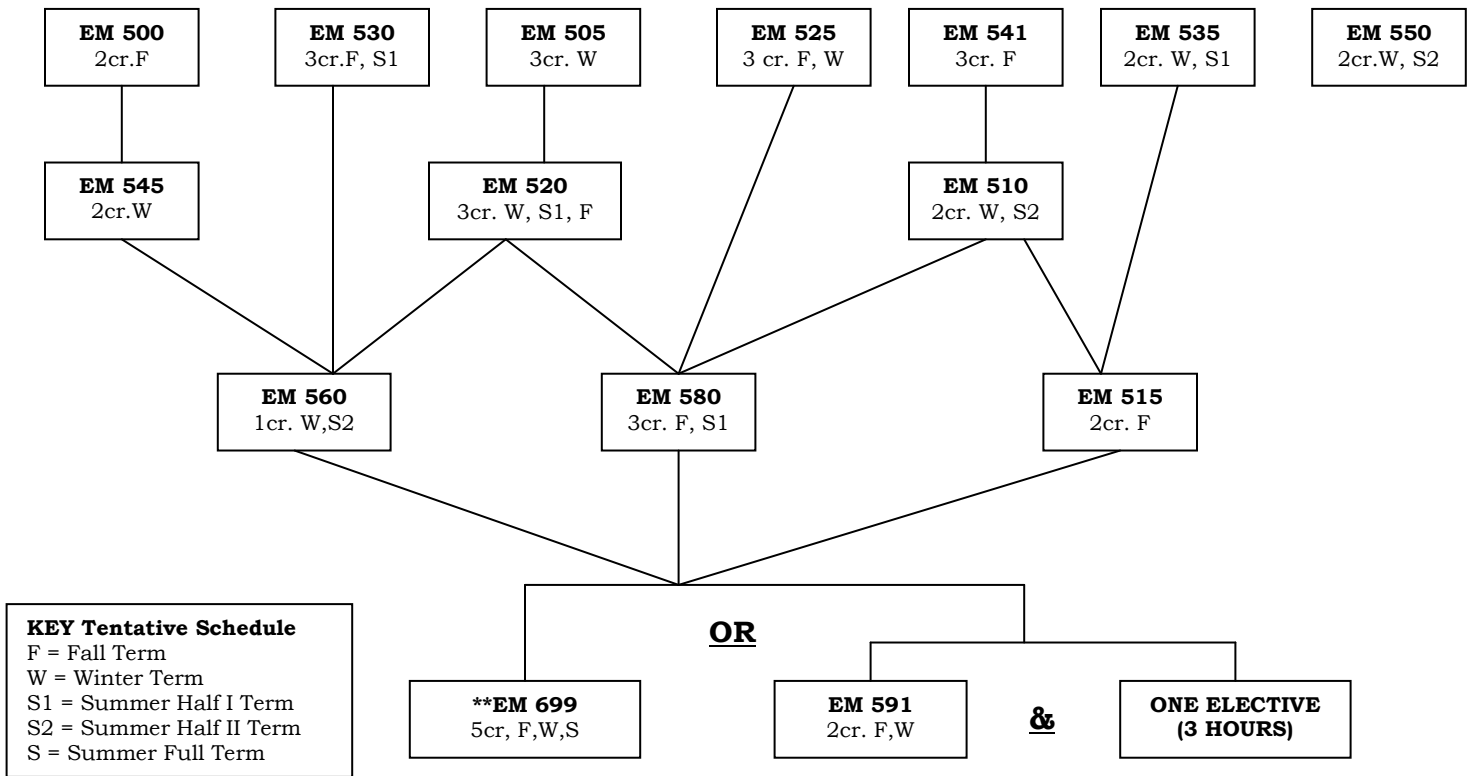 EM 500
2cr.F
EM 530
3cr.F, S1
EM 505
3cr. W
EM 525
3 cr. F, W
EM 541
3cr. F
EM 535
2cr. W, S1
EM 550
2cr.W, S2
EM 545
2cr.W
EM 520
3cr. W, S1, F
EM 510
2cr. W, S2
EM 560
1cr. W,S2
EM 580
3cr. F, S1
EM 515
2cr. F
KEY Tentative Schedule
F = Fall Term
W = Winter Term
S1 = Summer Half I Term
S2 = Summer Half II Term
S = Summer Full Term
OR
**EM 699
5cr, F,W,S
EM 591
2cr. F,W
&
ONE ELECTIVE
(3 HOURS)